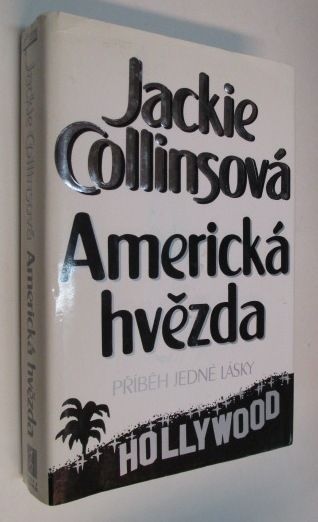 Jackie
Collinsová
Americká
hvězda
PŘÍBĚH JEDNÉ LÁSKY
HOLLYWOOD
Jackie Collinsová Americká hvězda